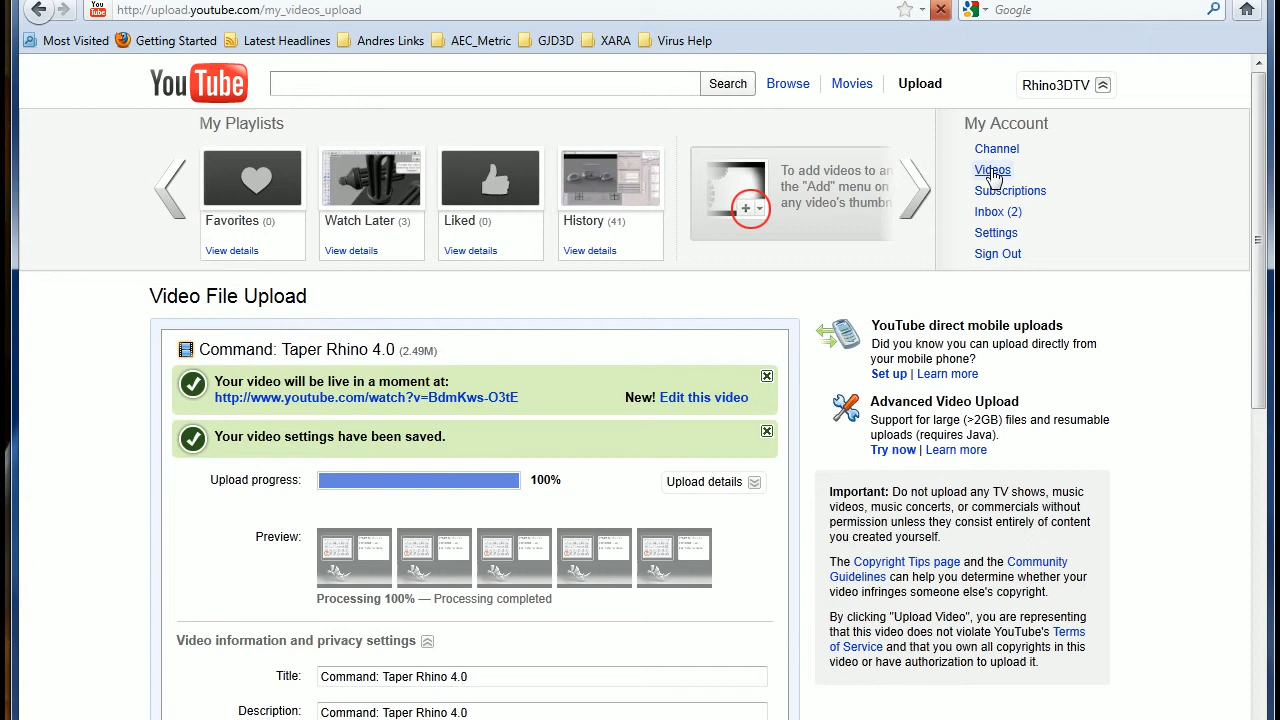 http://upload.youtube.com/my_videos_upload
Google
Most Visited
Getting Started
Latest Headlines
Andres Links
AEC_Metric
GJD3D
XARA
Virus Help
YouTube
Search
Browse
Movies
Upload
Rhino3DTV
My Playlists
Favorites (0)
View details
Watch Later (3)
View details
Liked (0)
View details
History (41)
View details
To add videos to an
the "Add" menu on
any video's thumbn
My Account
Channel
Videos
Subscriptions
Inbox (2)
Settings
Sign Out
Video File Upload
Command: Taper Rhino 4.0 (2.49M)
Your video will be live in a moment at:
http://www.youtube.com/watch?v=BdmKws-O3tE
New! Edit this video
Your video settings have been saved.
Upload progress:
100%
Upload details
Preview:
Processing 100% — Processing completed
Video information and privacy settings
Title:
Command: Taper Rhino 4.0
Description:
Command: Taper Rhino 4.0
YouTube direct mobile uploads
Did you know you can upload directly from
your mobile phone?
Set up | Learn more
Advanced Video Upload
Support for large (>2GB) files and resumable
uploads (requires Java).
Try now | Learn more
Important: Do not upload any TV shows, music
videos, music concerts, or commercials without
permission unless they consist entirely of content
you created yourself.
The Copyright Tips page and the Community
Guidelines can help you determine whether your
video infringes someone else's copyright.
By clicking "Upload Video", you are representing
that this video does not violate YouTube's Terms
of Service and that you own all copyrights in this
video or have authorization to upload it.